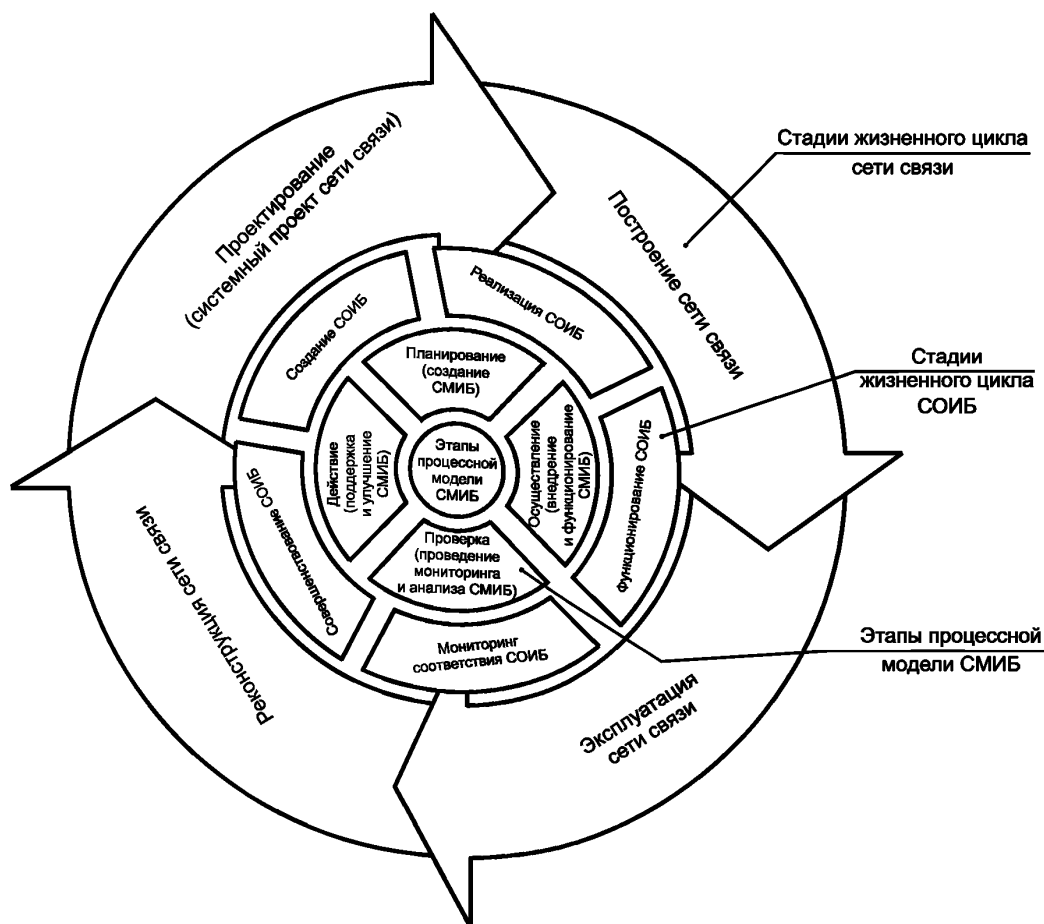 Проектирование
(системный проект сети связи)
Построение сети связи
Эксплуатация
сети связи
Реконструкция сети связи
Создание СОИБ
Реализация СОИБ
Функционирование СОИБ
Мониторинг
соответствия СОИБ
Совершенствование СОИБ
Планирование
(создание
СМИБ)
Осуществление
(внедрение
и функционирование
СМИБ)
Проверка
(проведение
мониторинга
и анализа СМИБ)
Действие
(поддержка
и улучшение
СМИБ)
Этапы
процессной
модели
СМИБ
Стадии жизненного цикла
сети связи
Стадии
жизненного цикла
СОИБ
Этапы процессной
модели СМИБ